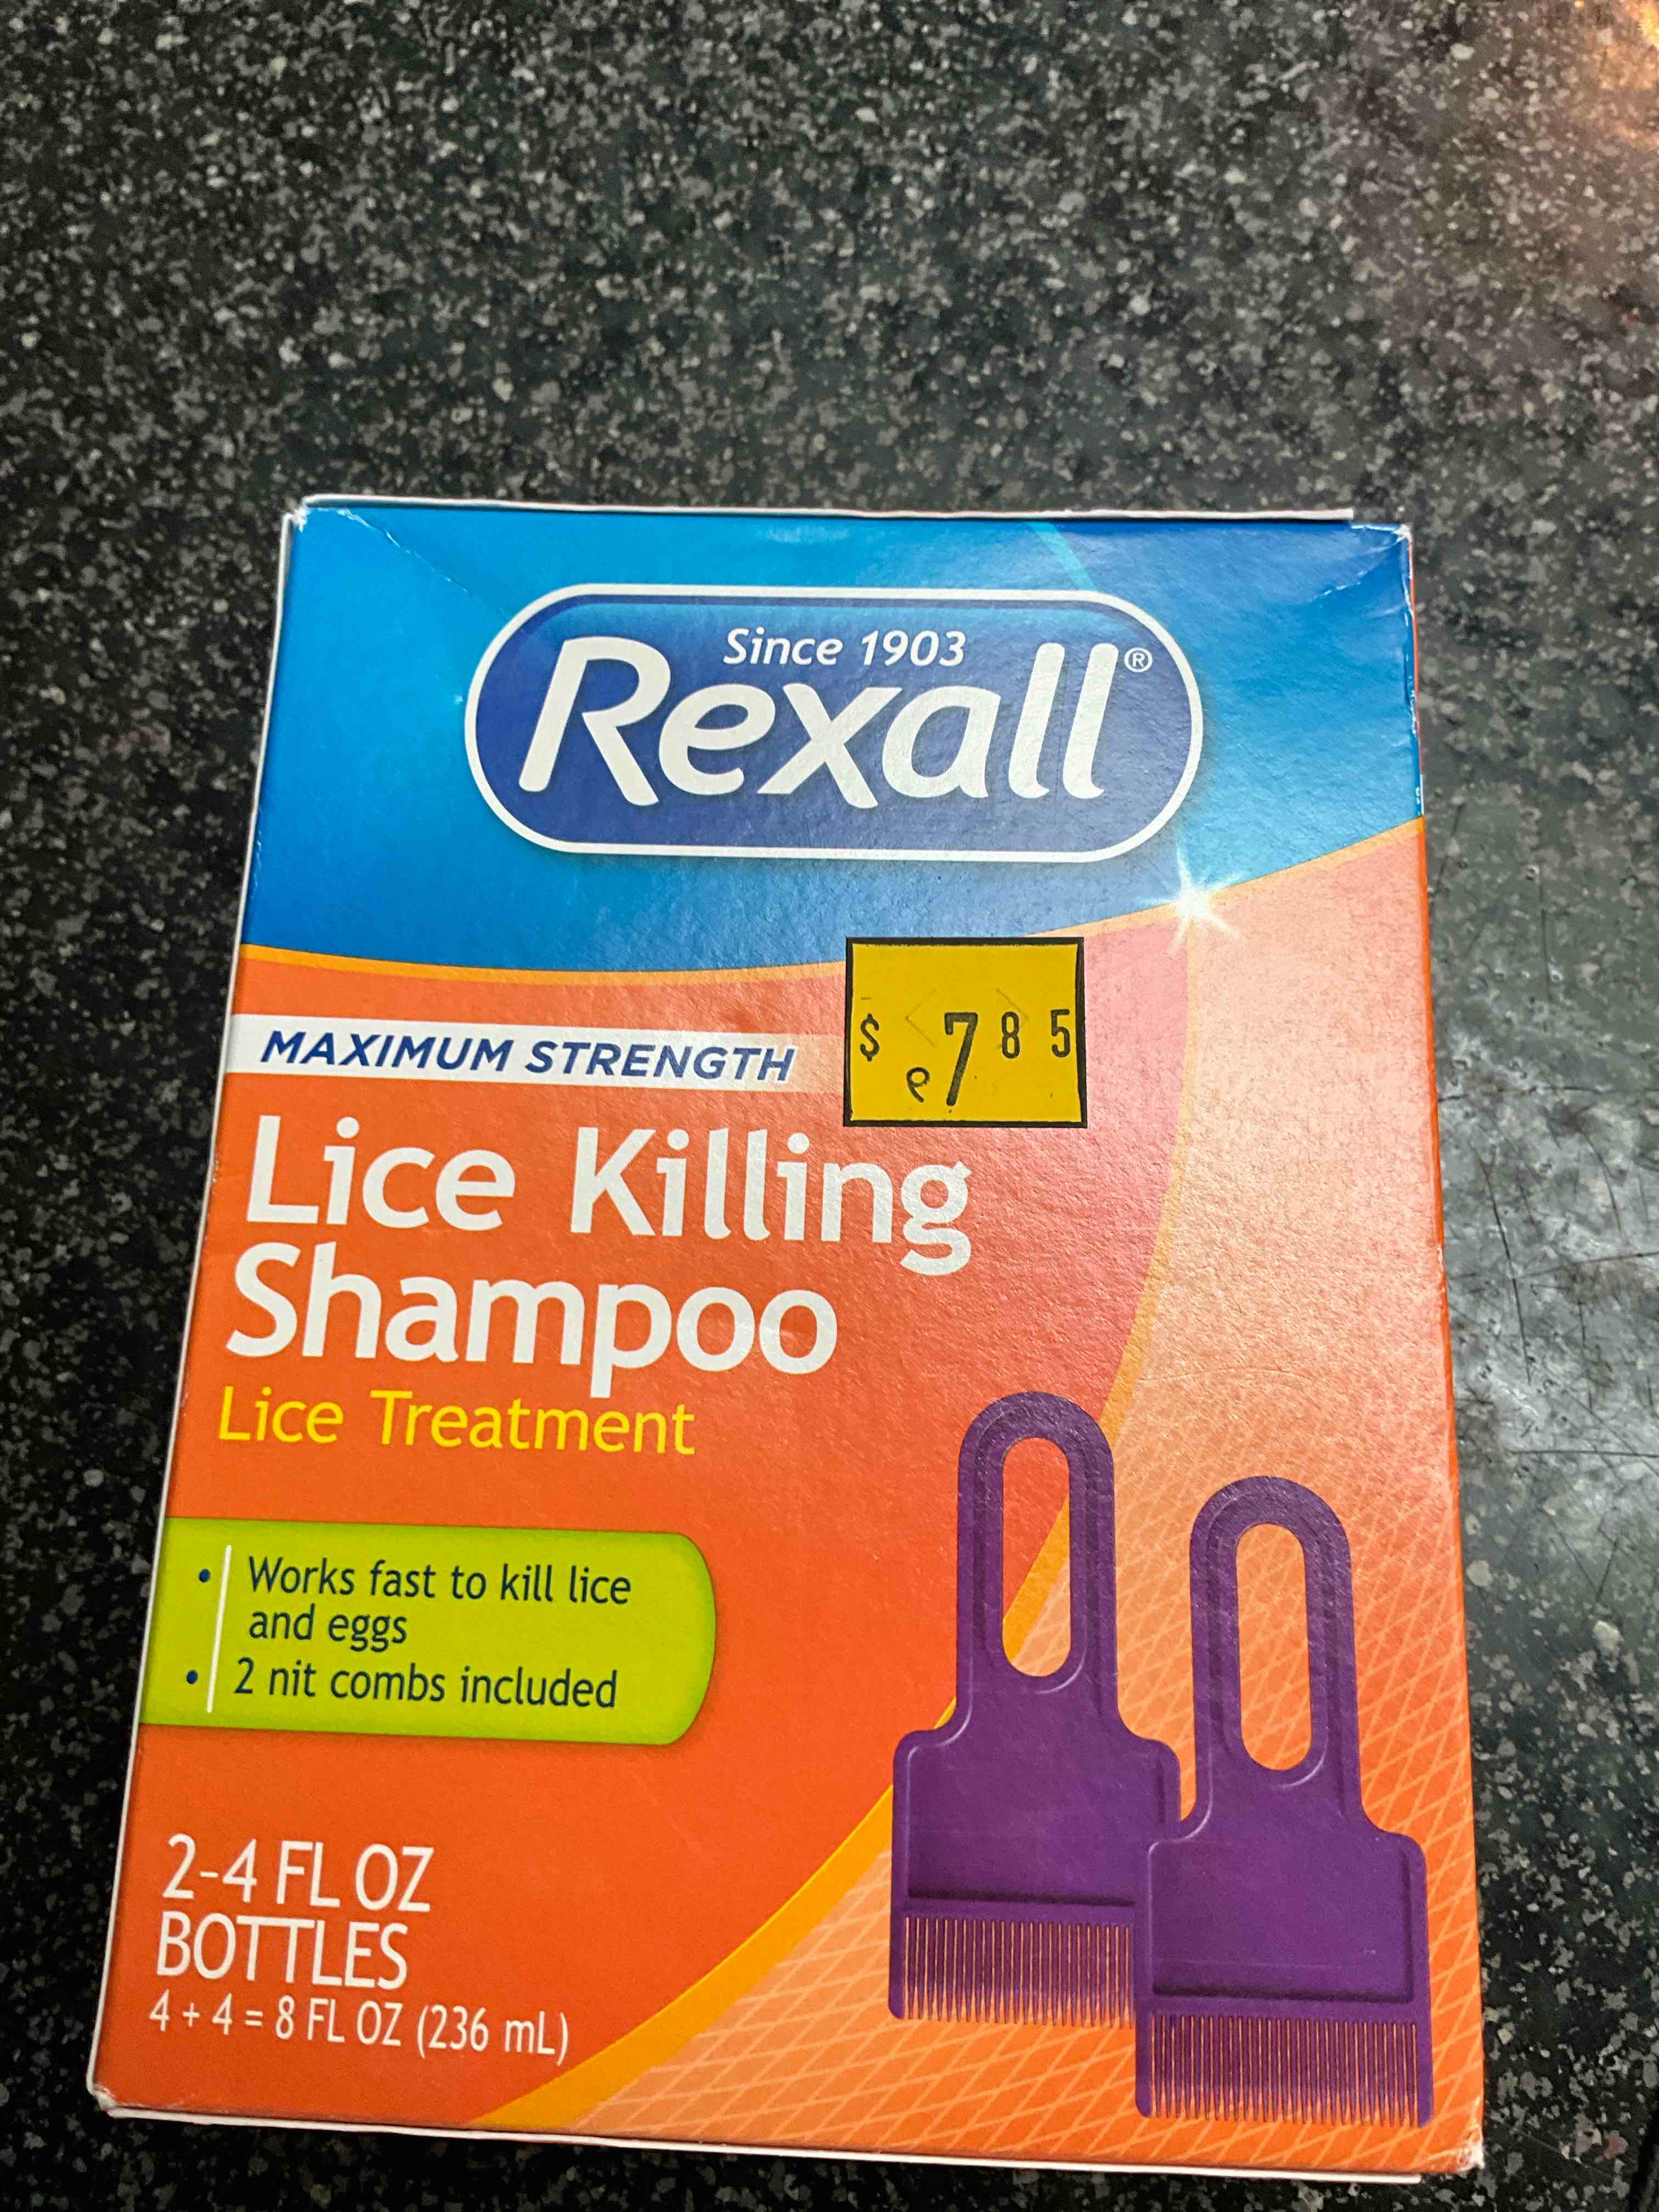 Since 1903
Rexall®
$ e7 85
MAXIMUM STRENGTH
Lice Killing
Shampoo
Lice Treatment
• Works fast to kill lice
and eggs
• 2 nit combs included
2-4 FL OZ
BOTTLES
4 + 4 = 8 FL OZ (236 mL)